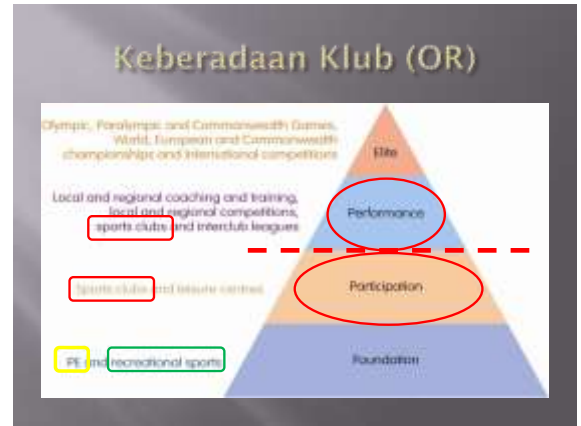 Keberadaan Klub (OR)
Olympic, Paralympic and Commonwealth Games,
World, European and Commonwealth
championships and international competitions
Elite
Local and regional coaching and training,
local and regional competitions,
sports clubs and interclub leagues
Performance
Sports clubs and leisure centres
Participation
PE and recreational sports
Foundation